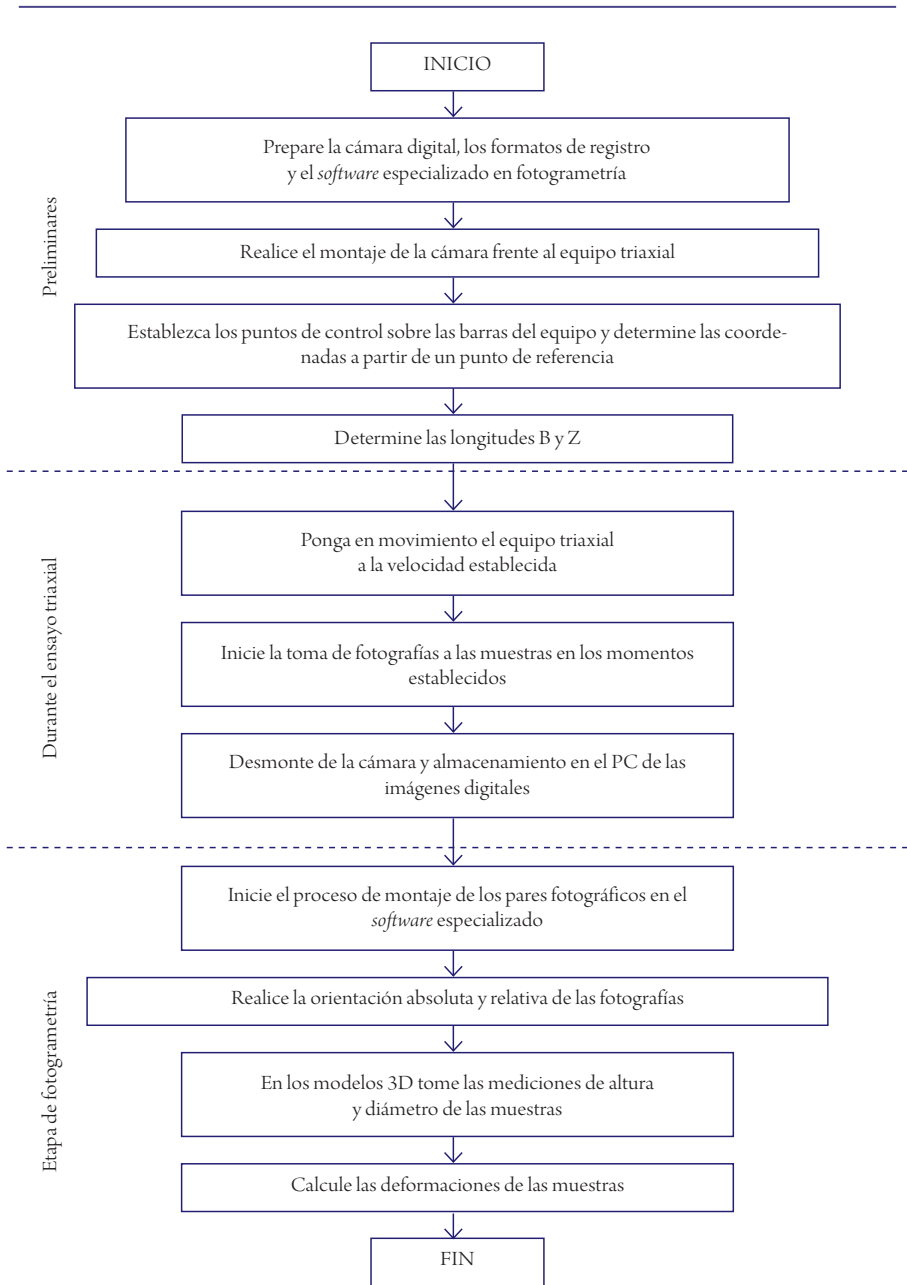 INICIO
Prepare la cámara digital, los formatos de registro
y el software especializado en fotogrametría
Realice el montaje de la cámara frente al equipo triaxial
Establezca los puntos de control sobre las barras del equipo y determine las coorde-
nadas a partir de un punto de referencia
Determine las longitudes B y Z
Preliminares
Ponga en movimiento el equipo triaxial
a la velocidad establecida
Inicie la toma de fotografías a las muestras en los momentos
establecidos
Desmonte de la cámara y almacenamiento en el PC de las
imágenes digitales
Durante el ensayo triaxial
Inicie el proceso de montaje de los pares fotográficos en el
software especializado
Realice la orientación absoluta y relativa de las fotografías
En los modelos 3D tome las mediciones de altura
y diámetro de las muestras
Calcule las deformaciones de las muestras
Etapa de fotogrametría
FIN